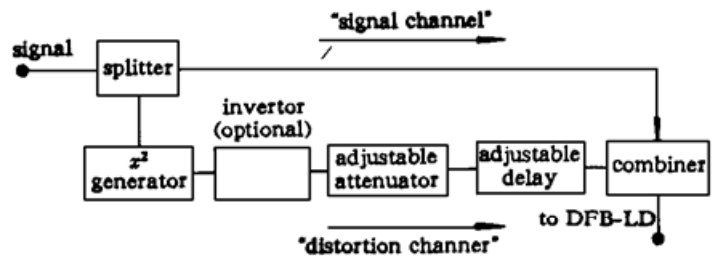 "signal channel"
signal
splitter
invertor
(optional)
x²
generator
adjustable
attenuator
adjustable
delay
combiner
to DFB-LD
"distortion channer"